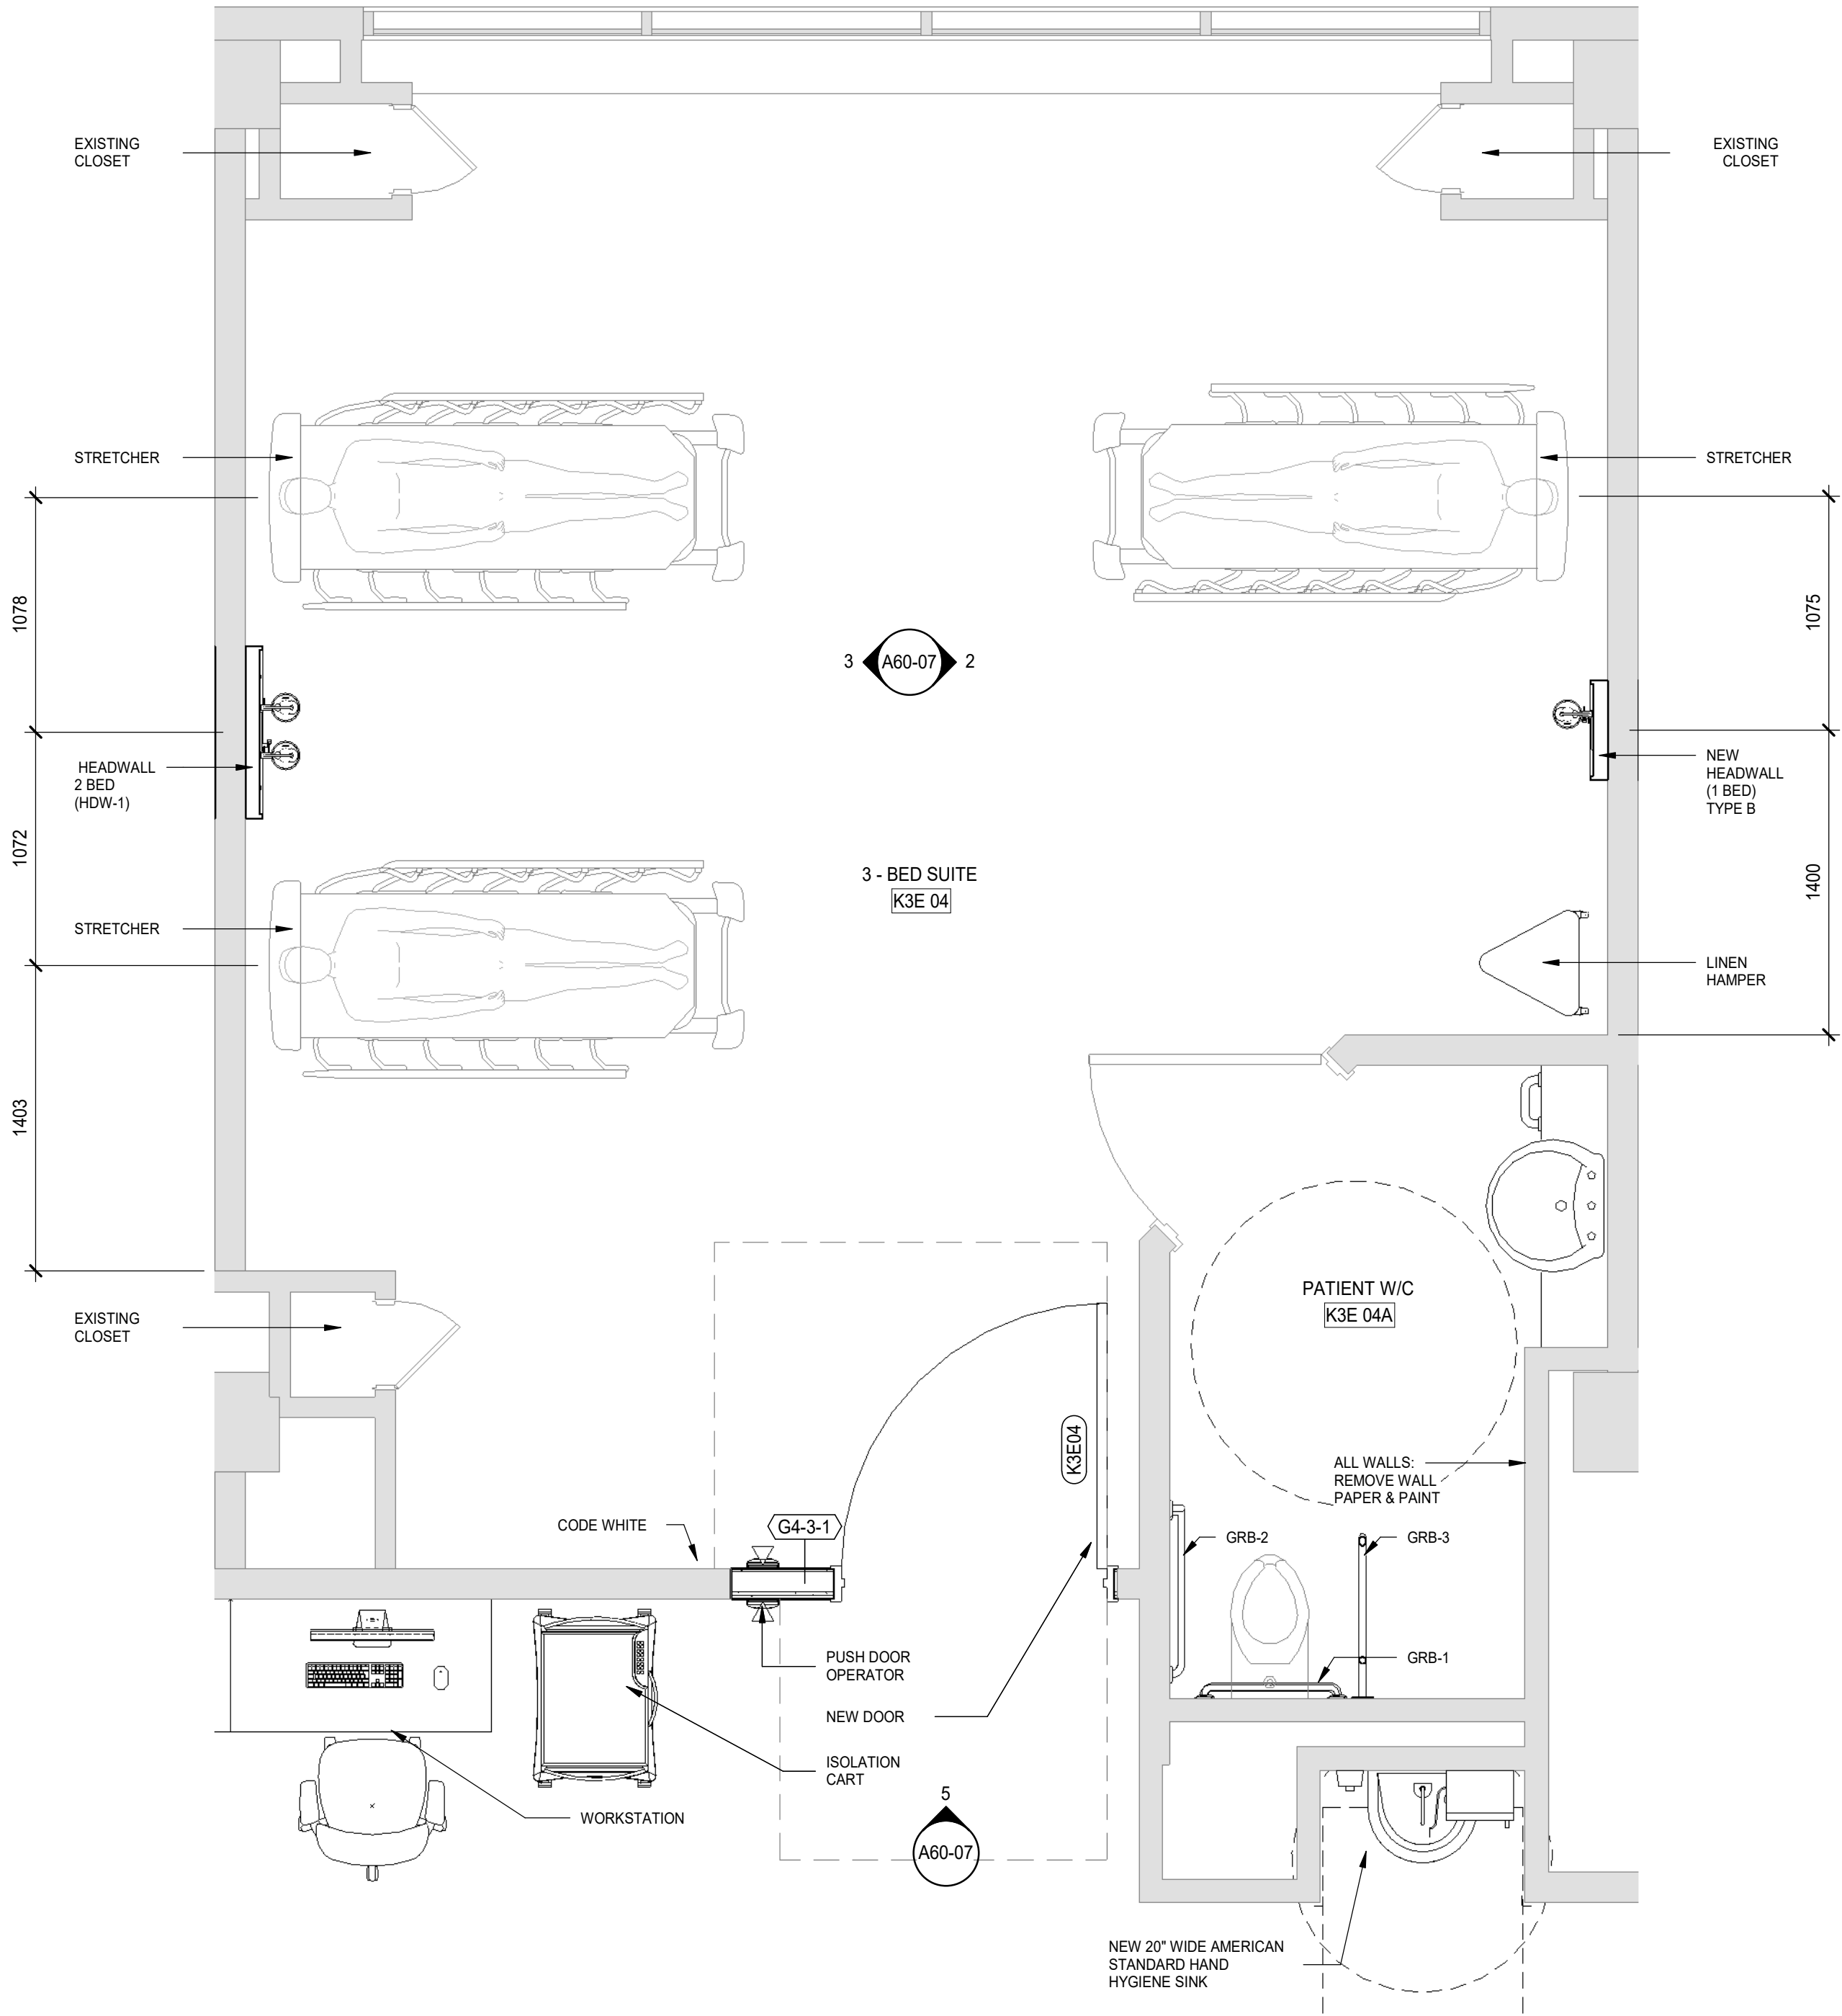 EXISTING
CLOSET
EXISTING
CLOSET
STRETCHER
STRETCHER
1078
1075
3
A60-07
2
HEADWALL
2 BED
(HDW-1)
NEW
HEADWALL
(1 BED)
TYPE B
1072
1400
3 - BED SUITE
K3E 04
STRETCHER
LINEN
HAMPER
1403
PATIENT W/C
K3E 04A
EXISTING
CLOSET
K3E04
ALL WALLS:
REMOVE WALL
PAPER & PAINT
CODE WHITE
G4-3-1
GRB-2
GRB-3
PUSH DOOR
OPERATOR
GRB-1
NEW DOOR
ISOLATION
CART
WORKSTATION
5
A60-07
NEW 20" WIDE AMERICAN
STANDARD HAND
HYGIENE SINK